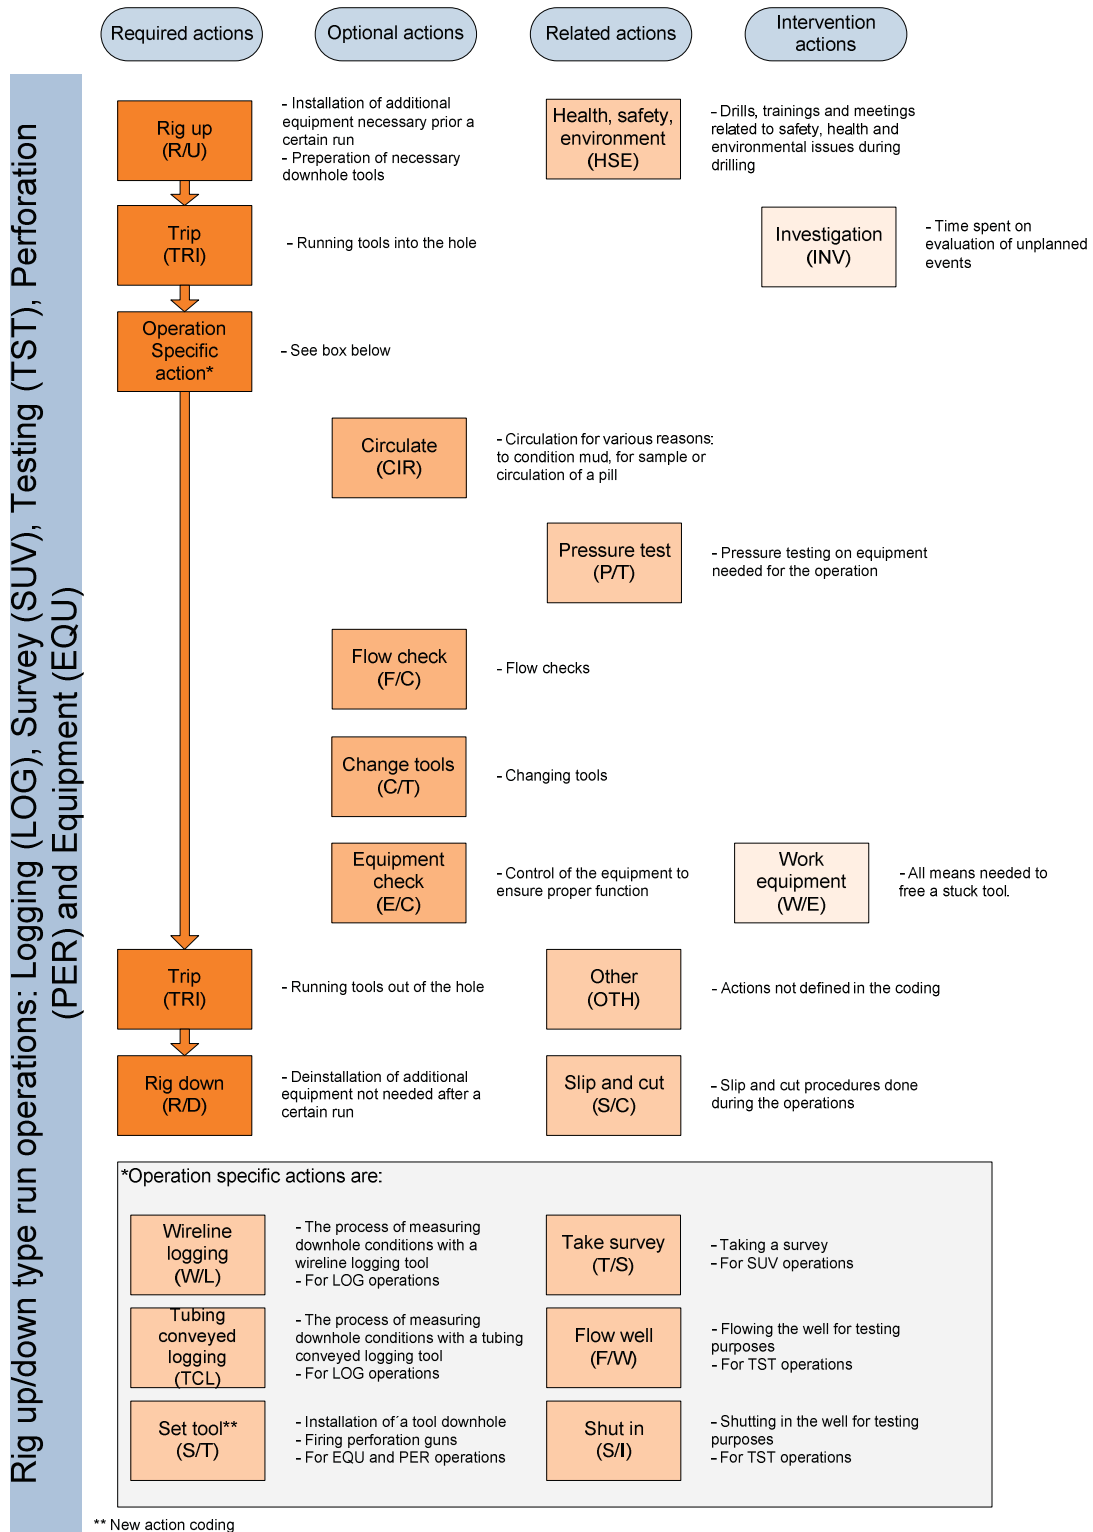 Required actions
Optional actions
Related actions
Intervention
actions
Rig up/down type run operations: Logging (LOG), Survey (SUV), Testing (TST), Perforation
(PER) and Equipment (EQU)
Rig up
(R/U)
- Installation of additional
equipment necessary prior a
certain run
- Preperation of necessary
downhole tools
Health, safety,
environment
(HSE)
- Drills, trainings and meetings
related to safety, health and
environmental issues during
drilling
Trip
(TRI)
- Running tools into the hole
Investigation
(INV)
- Time spent on
evaluation of unplanned
events
Operation
Specific
action*
- See box below
Circulate
(CIR)
- Circulation for various reasons:
to condition mud, for sample or
circulation of a pill
Pressure test
(P/T)
- Pressure testing on equipment
needed for the operation
Flow check
(F/C)
- Flow checks
Change tools
(C/T)
- Changing tools
Equipment
check
(E/C)
- Control of the equipment to
ensure proper function
Work
equipment
(W/E)
- All means needed to
free a stuck tool.
Trip
(TRI)
- Running tools out of the hole
Other
(OTH)
- Actions not defined in the coding
Rig down
(R/D)
- Deinstallation of additional
equipment not needed after a
certain run
Slip and cut
(S/C)
- Slip and cut procedures done
during the operations
*Operation specific actions are:
Wireline
logging
(W/L)
- The process of measuring
downhole conditions with a
wireline logging tool
- For LOG operations
Take survey
(T/S)
- Taking a survey
- For SUV operations
Tubing
conveyed
logging
(TCL)
- The process of measuring
downhole conditions with a tubing
conveyed logging tool
- For LOG operations
Flow well
(F/W)
- Flowing the well for testing
purposes
- For TST operations
Set tool**
(S/T)
- Installation of´a tool downhole
- Firing perforation guns
- For EQU and PER operations
Shut in
(S/I)
- Shutting in the well for testing
purposes
- For TST operations
** New action coding